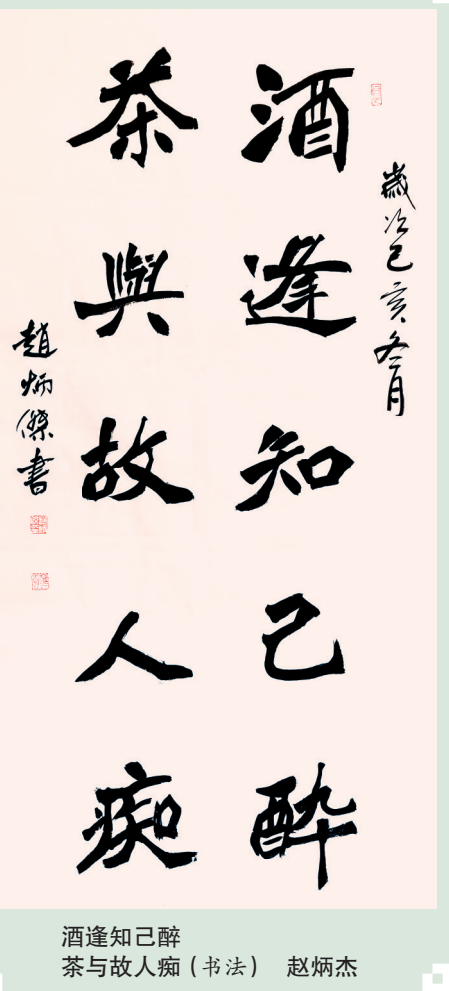 歲次己亥冬月
酒逢知己醉
茶與故人痴
趙炳傑書
酒逢知己醉
茶与故人痴（书法） 赵炳杰